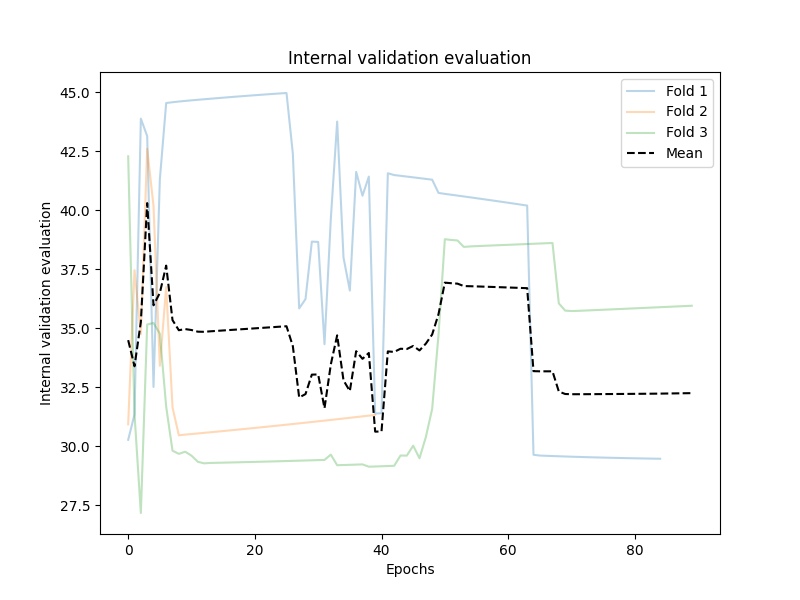 Internal validation evaluation
45.0
42.5
40.0
37.5
35.0
32.5
30.0
27.5
Internal validation evaluation
0 20 40 60 80
Epochs
Fold 1
Fold 2
Fold 3
Mean